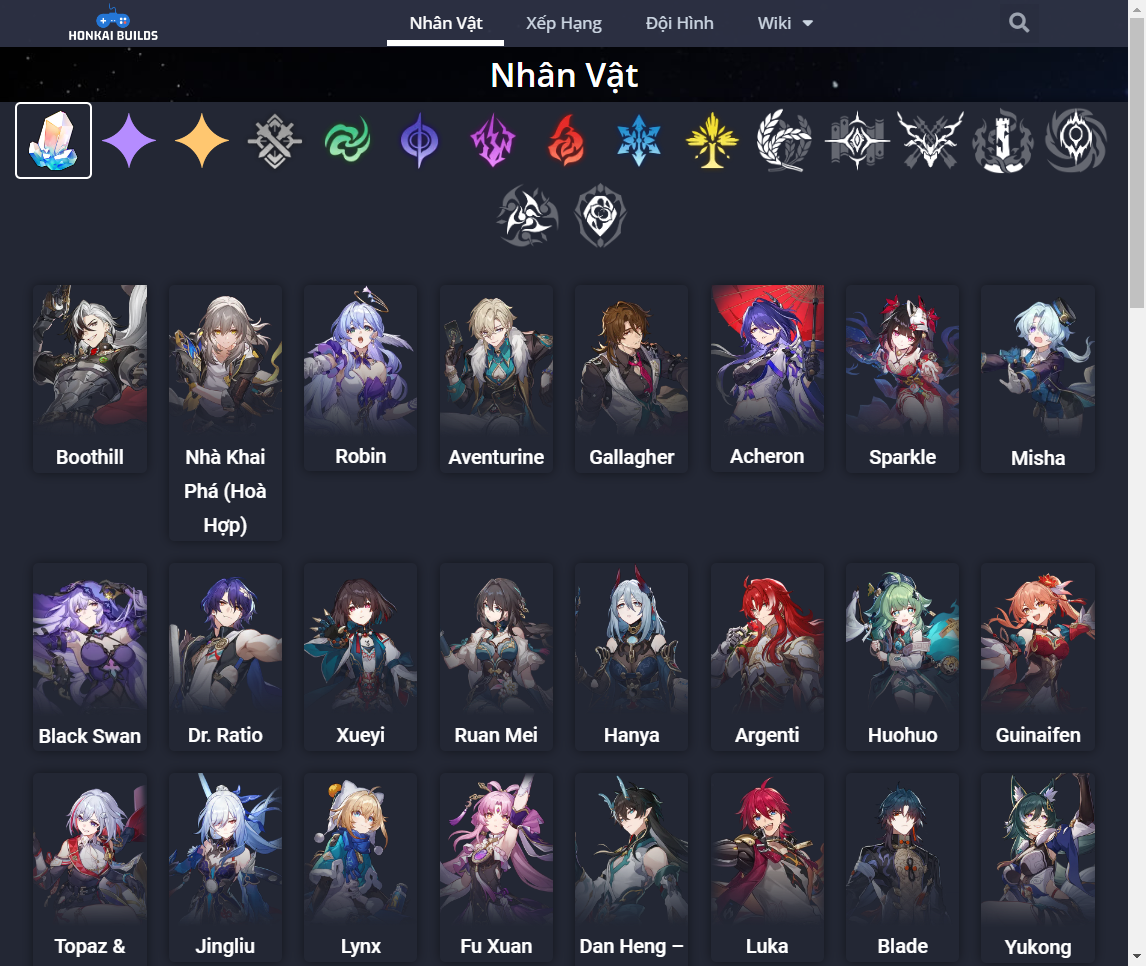 HONKAI BUILDS
Nhân Vật
Xếp Hạng
Đội Hình
Wiki
Nhân Vật
Boothill
Nhà Khai
Phá (Hoà
Hợp)
Robin
Aventurine
Gallagher
Acheron
Sparkle
Misha
Black Swan
Dr. Ratio
Xueyi
Ruan Mei
Hanya
Argenti
Huohuo
Guinaifen
Topaz &
Jingliu
Lynx
Fu Xuan
Dan Heng –
Luka
Blade
Yukong